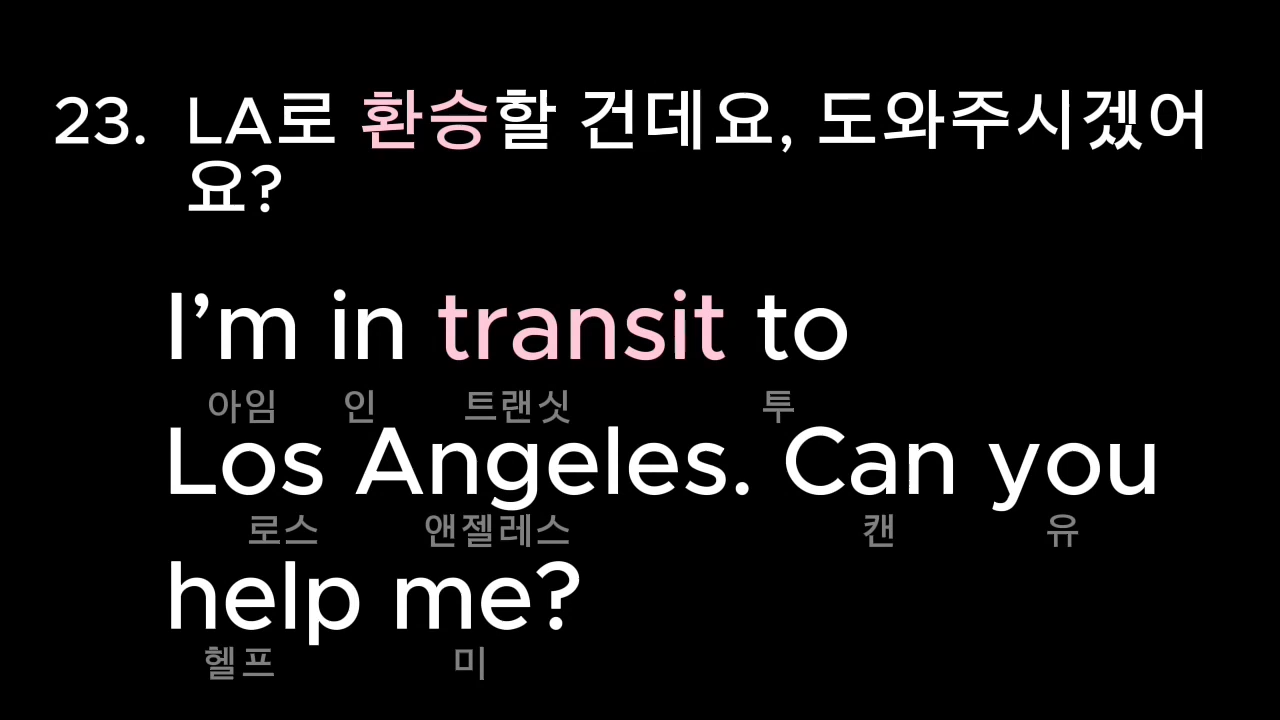 23. LA로 환승할 건데요, 도와주시겠어
요?
I’m in transit to
아임 인 트랜싯 투
Los Angeles. Can you
로스 앤젤레스 캔 유
help me?
헬프 미